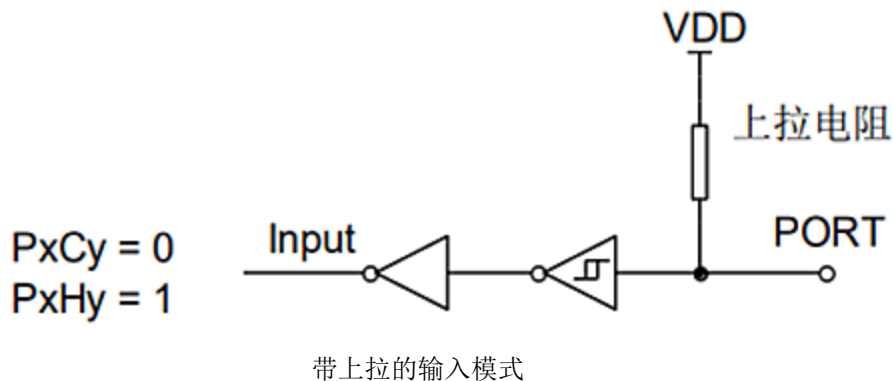 VDD
上拉电阻
PORT
Input
PxCy = 0
PxHy = 1
带上拉的输入模式